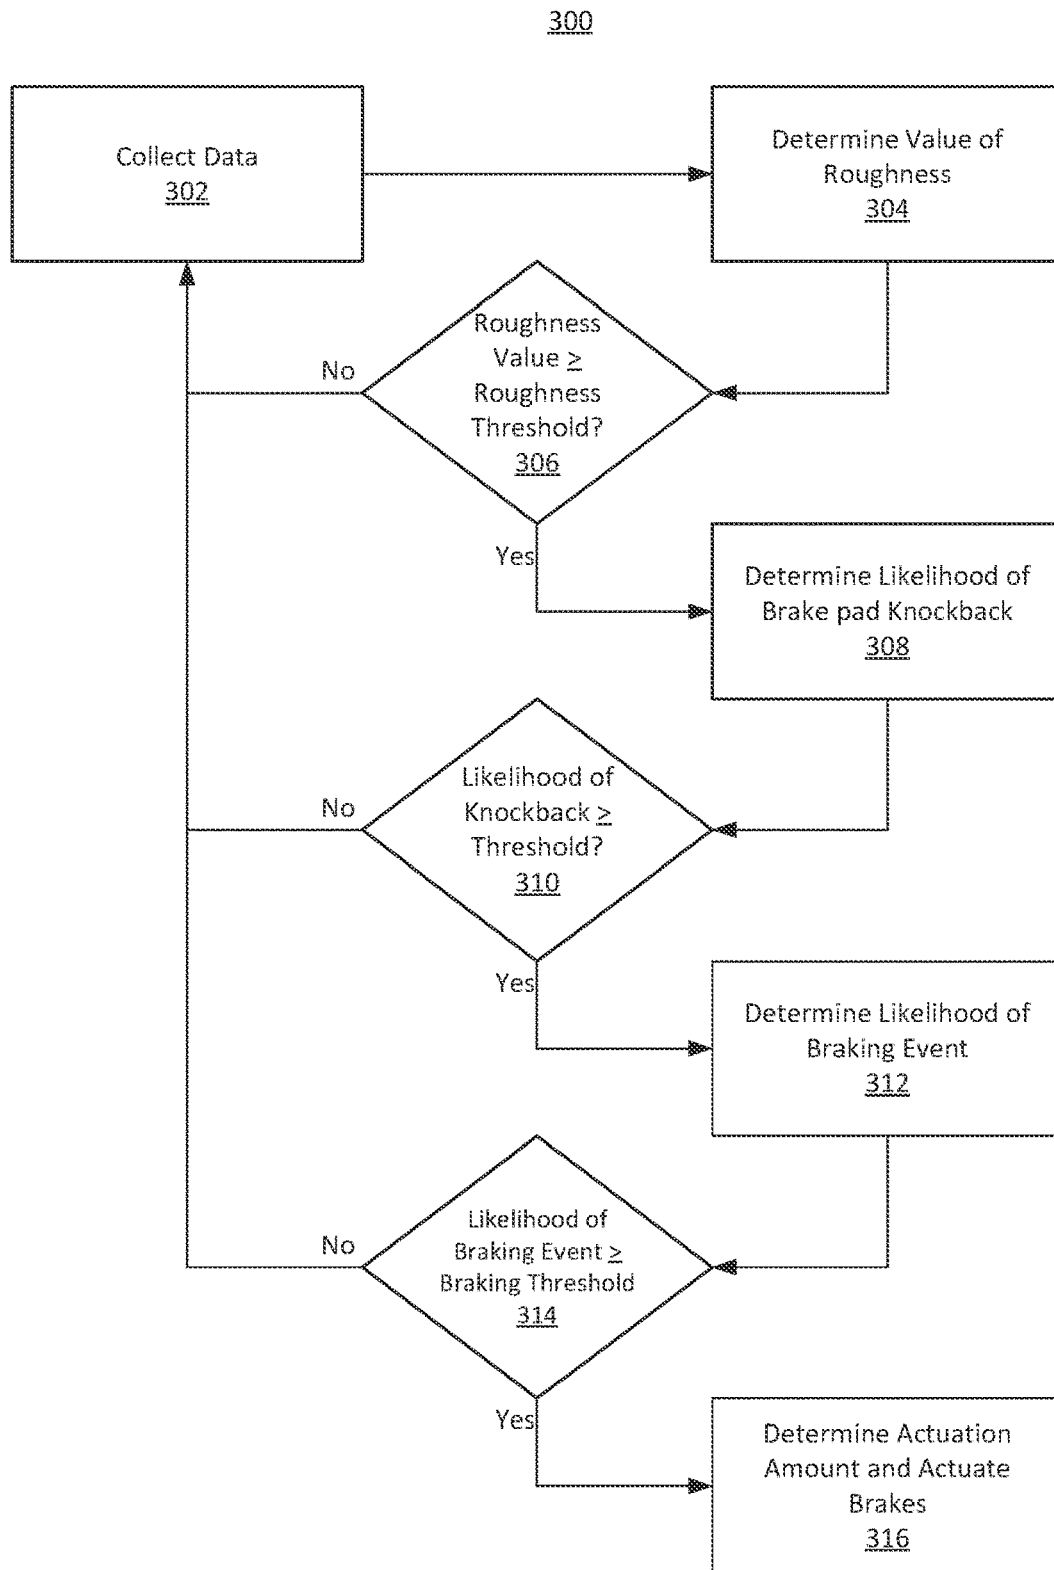 300
Collect Data
302
Determine Value of
Roughness
304
Roughness
Value ≥
Roughness
Threshold?
306
No
Yes
Determine Likelihood of
Brake pad Knockback
308
Likelihood of
Knockback ≥
Threshold?
310
No
Yes
Determine Likelihood of
Braking Event
312
Likelihood of
Braking Event ≥
Braking Threshold
314
No
Yes
Determine Actuation
Amount and Actuate
Brakes
316